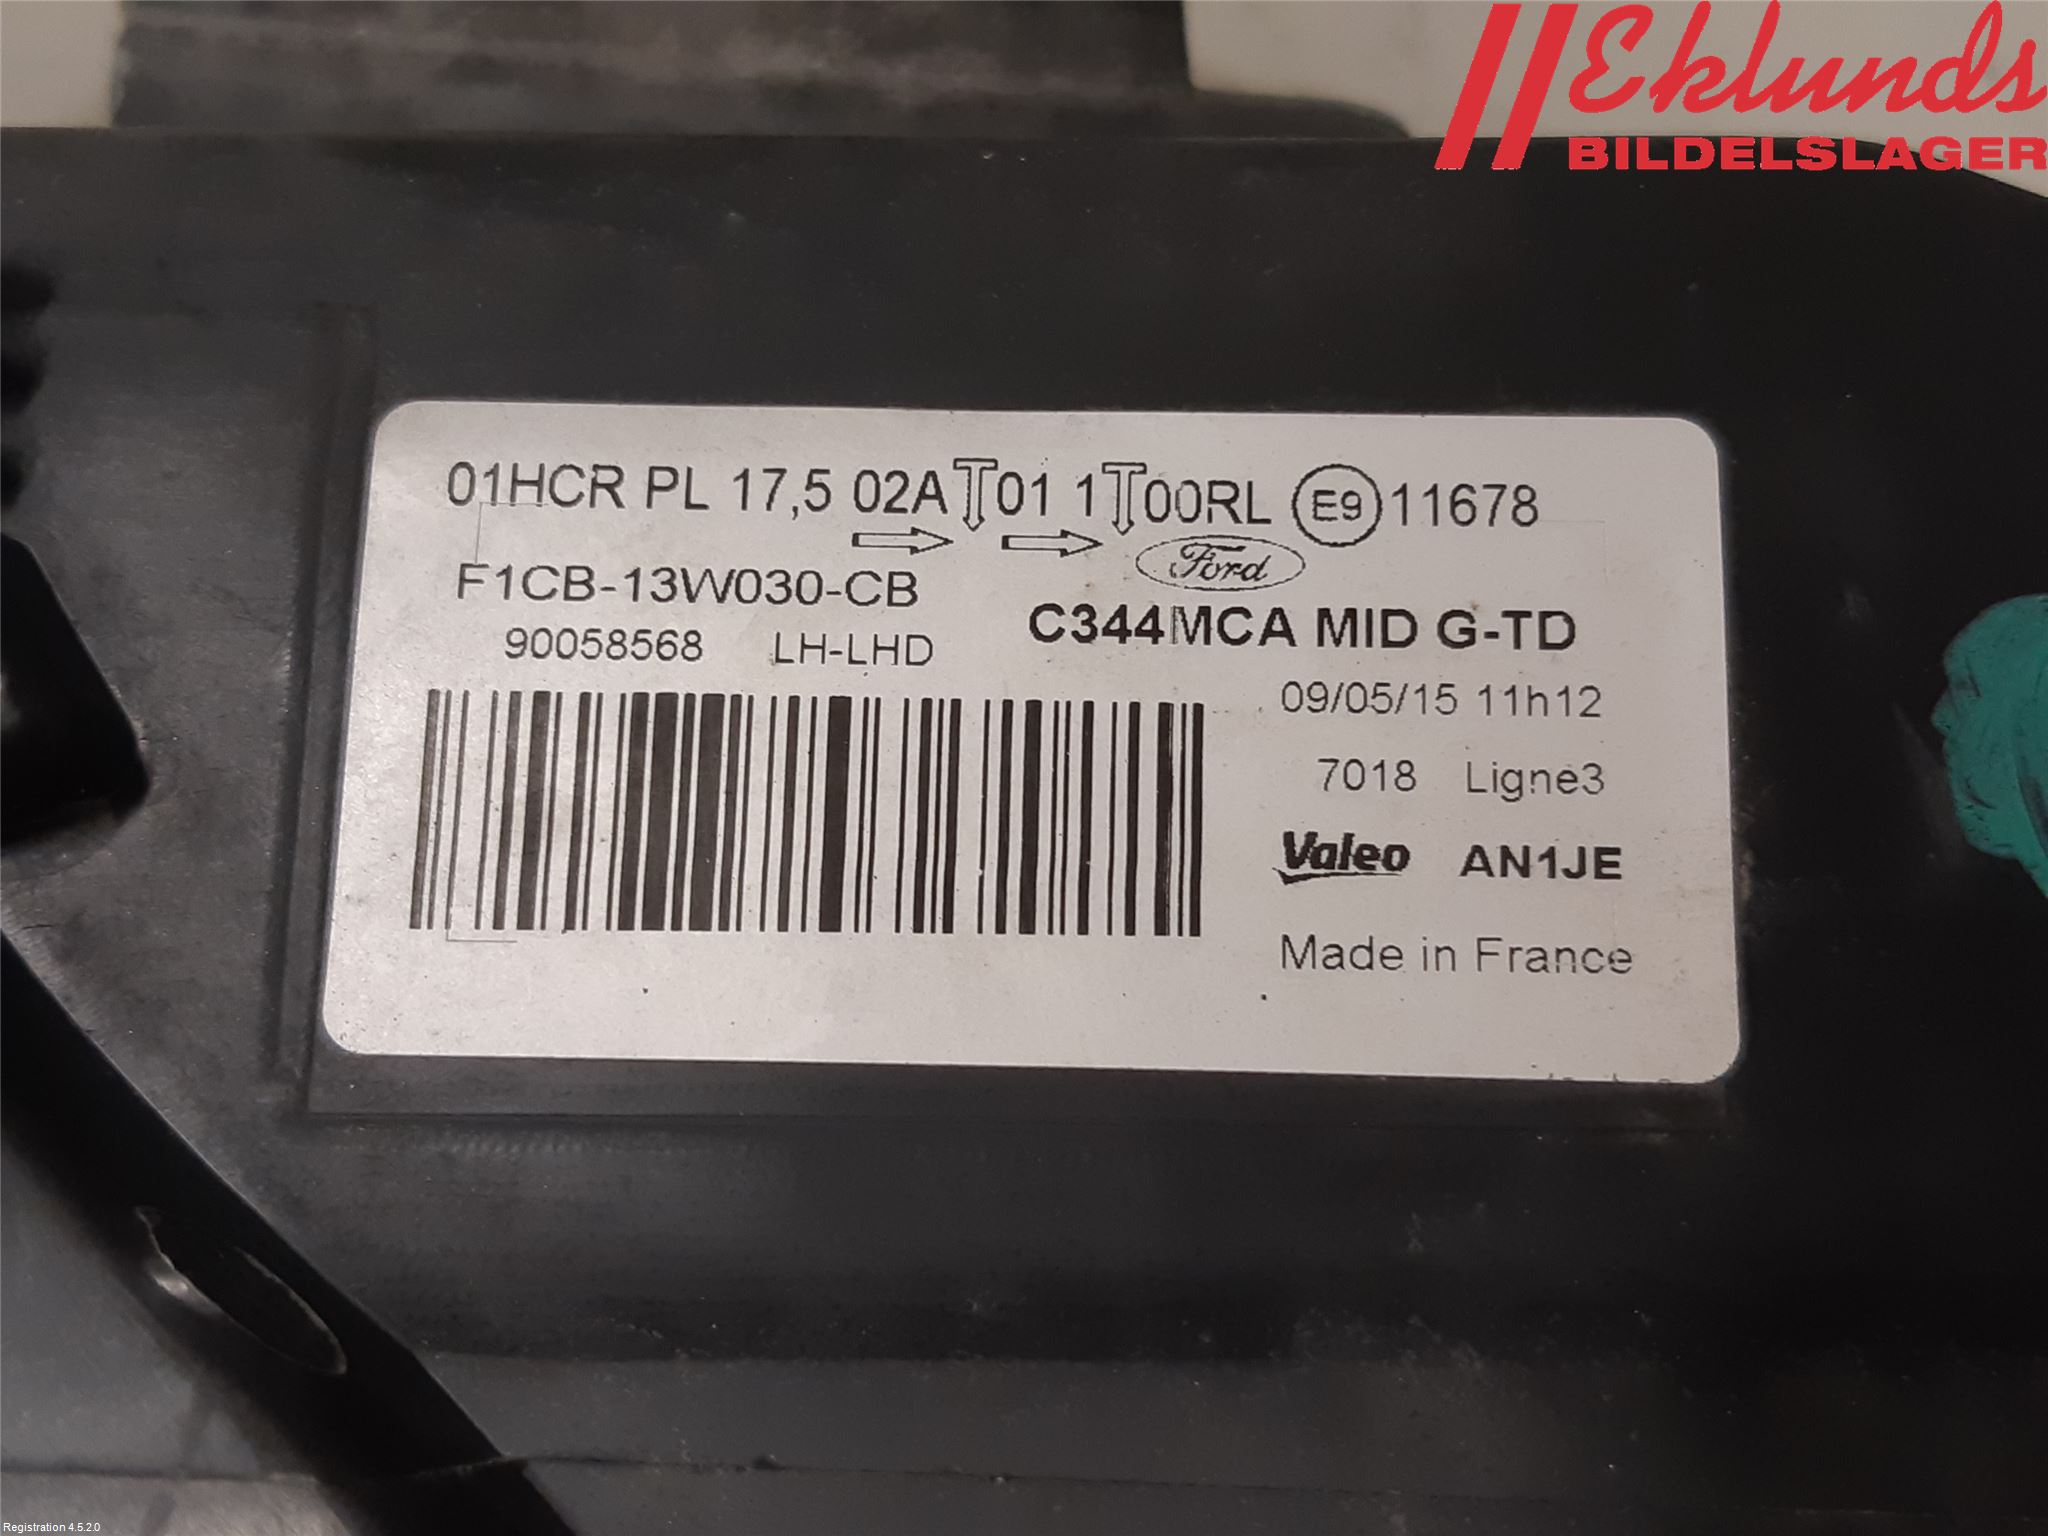 Eklunds
BILDELSLAGER
01HCR PL 17,5 02A 01 1 00RL E9 11678
Ford
F1CB-13W030-CB
C344MCA MID G-TD
90058568 LH-LHD
09/05/15 11h12
7018 Ligne3
Valeo AN1JE
Made in France
Registration 4.5.2.0